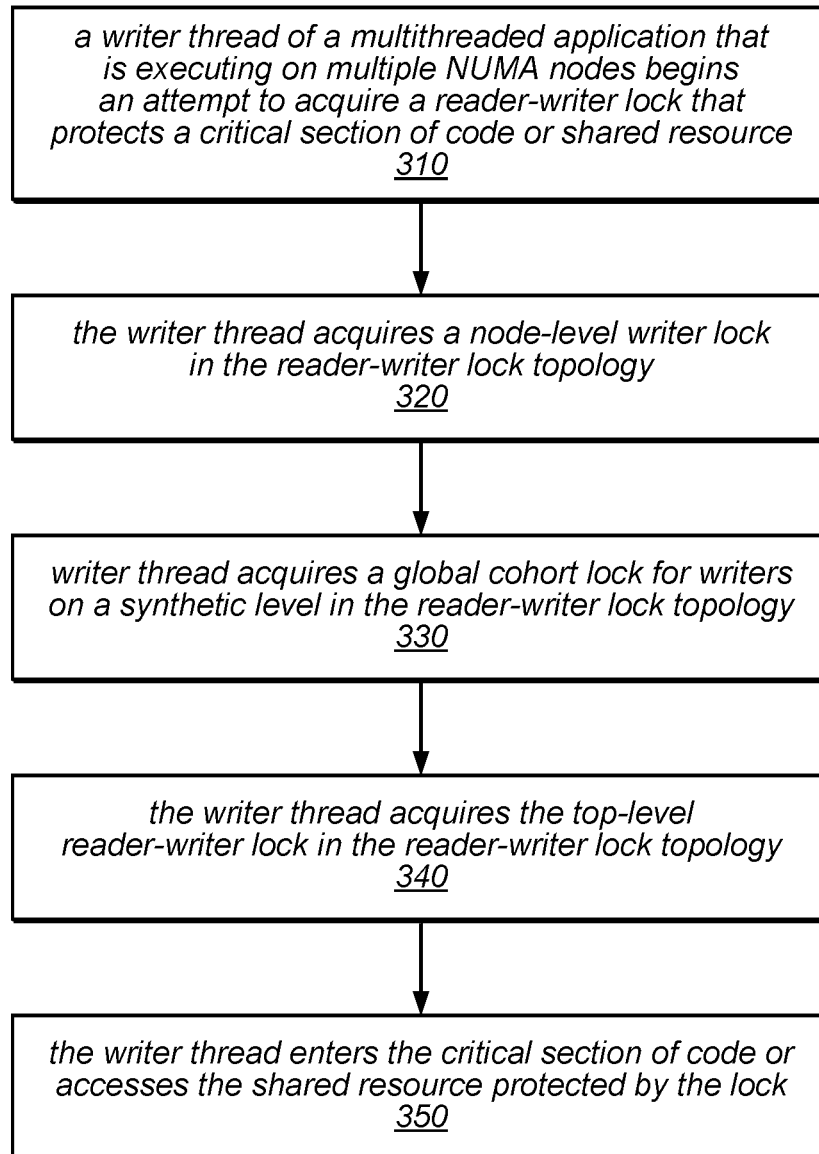 a writer thread of a multithreaded application that
is executing on multiple NUMA nodes begins
an attempt to acquire a reader-writer lock that
protects a critical section of code or shared resource
310
the writer thread acquires a node-level writer lock
in the reader-writer lock topology
320
writer thread acquires a global cohort lock for writers
on a synthetic level in the reader-writer lock topology
330
the writer thread acquires the top-level
reader-writer lock in the reader-writer lock topology
340
the writer thread enters the critical section of code or
accesses the shared resource protected by the lock
350